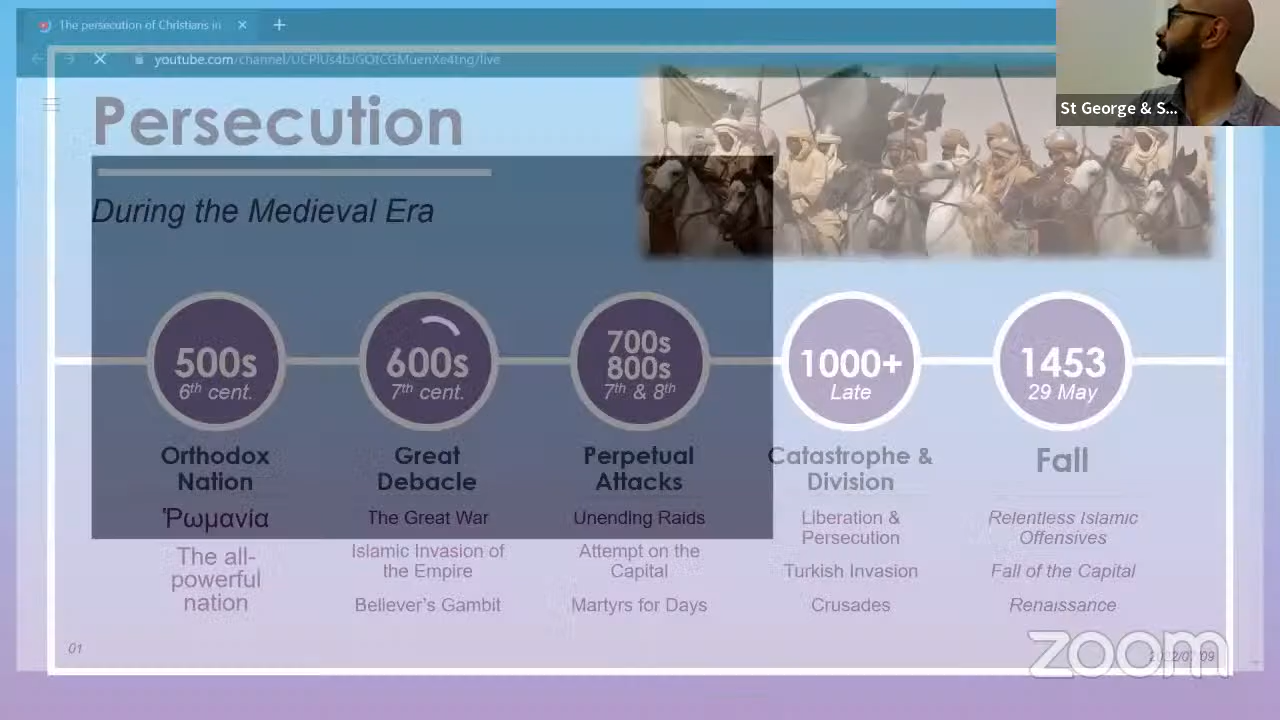 The persecution of Christians in
youtube.com/channel/UCPlUs4bJGOtCGMuenXe4tng/live
St George & S...
Persecution
During the Medieval Era
500s
6th cent.
600s
7th cent.
700s
800s
7th & 8th
1000+
Late
1453
29 May
Orthodox
Nation
Great
Debacle
Perpetual
Attacks
Catastrophe &
Division
Fall
Ῥωμανία
The all-
powerful
nation
The Great War
Islamic Invasion of
the Empire
Believer's Gambit
Unending Raids
Attempt on the
Capital
Martyrs for Days
Liberation &
Persecution
Turkish Invasion
Crusades
Relentless Islamic
Offensives
Fall of the Capital
Renaissance
01
zoom